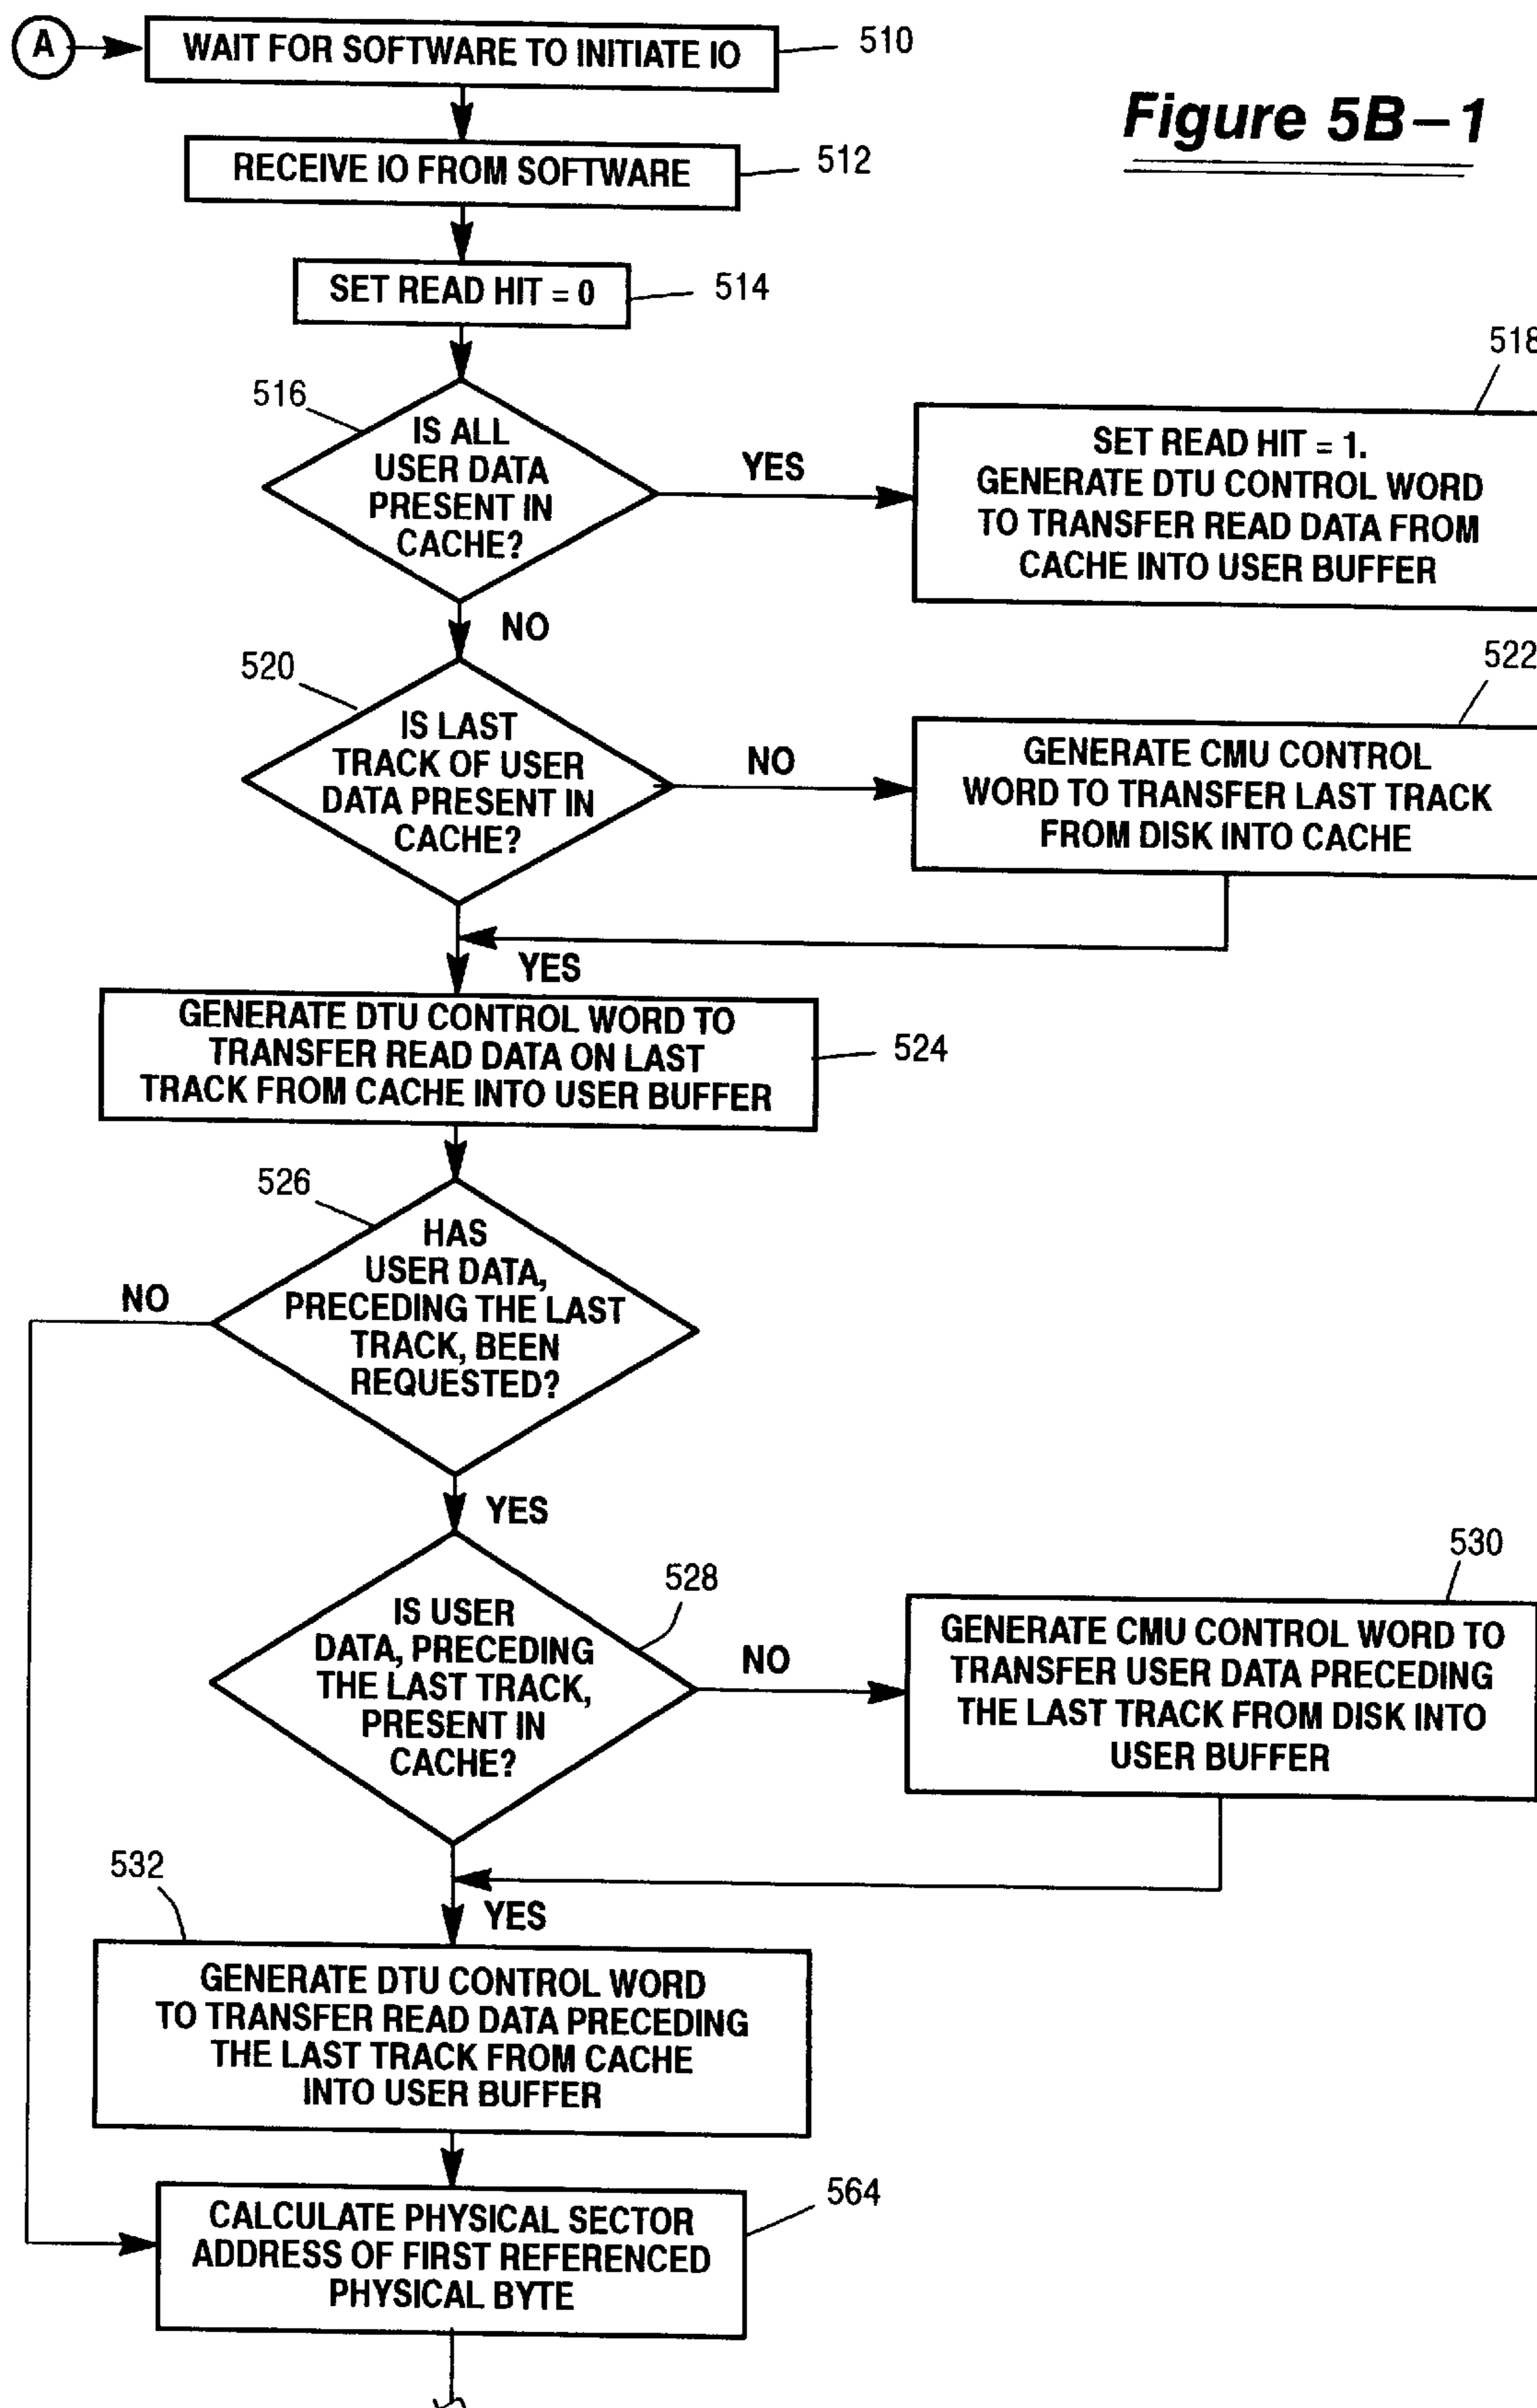 A
WAIT FOR SOFTWARE TO INITIATE IO
510
Figure 5B-1
RECEIVE IO FROM SOFTWARE
512
SET READ HIT = 0
514
516
IS ALL
USER DATA
PRESENT IN
CACHE?
YES
518
SET READ HIT = 1.
GENERATE DTU CONTROL WORD
TO TRANSFER READ DATA FROM
CACHE INTO USER BUFFER
NO
520
IS LAST
TRACK OF USER
DATA PRESENT IN
CACHE?
NO
522
GENERATE CMU CONTROL
WORD TO TRANSFER LAST TRACK
FROM DISK INTO CACHE
YES
GENERATE DTU CONTROL WORD TO
TRANSFER READ DATA ON LAST
TRACK FROM CACHE INTO USER BUFFER
524
526
HAS
USER DATA,
PRECEDING THE LAST
TRACK, BEEN
REQUESTED?
NO
YES
528
IS USER
DATA, PRECEDING
THE LAST TRACK,
PRESENT IN
CACHE?
NO
530
GENERATE CMU CONTROL WORD TO
TRANSFER USER DATA PRECEDING
THE LAST TRACK FROM DISK INTO
USER BUFFER
YES
532
GENERATE DTU CONTROL WORD
TO TRANSFER READ DATA PRECEDING
THE LAST TRACK FROM CACHE
INTO USER BUFFER
564
CALCULATE PHYSICAL SECTOR
ADDRESS OF FIRST REFERENCED
PHYSICAL BYTE